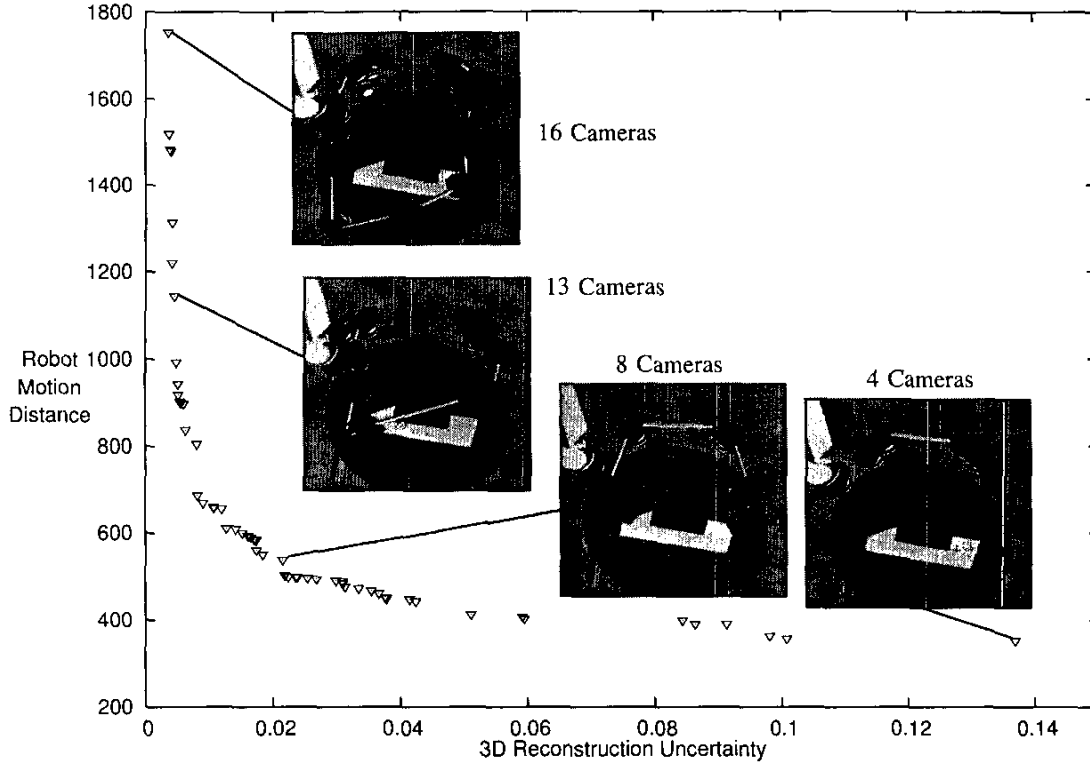 1800
1600
1400
1200
1000
800
600
400
200
Robot
Motion
Distance
16 Cameras
13 Cameras
8 Cameras
4 Cameras
0
0.02
0.04
0.06
0.08
0.1
0.12
0.14
3D Reconstruction Uncertainty